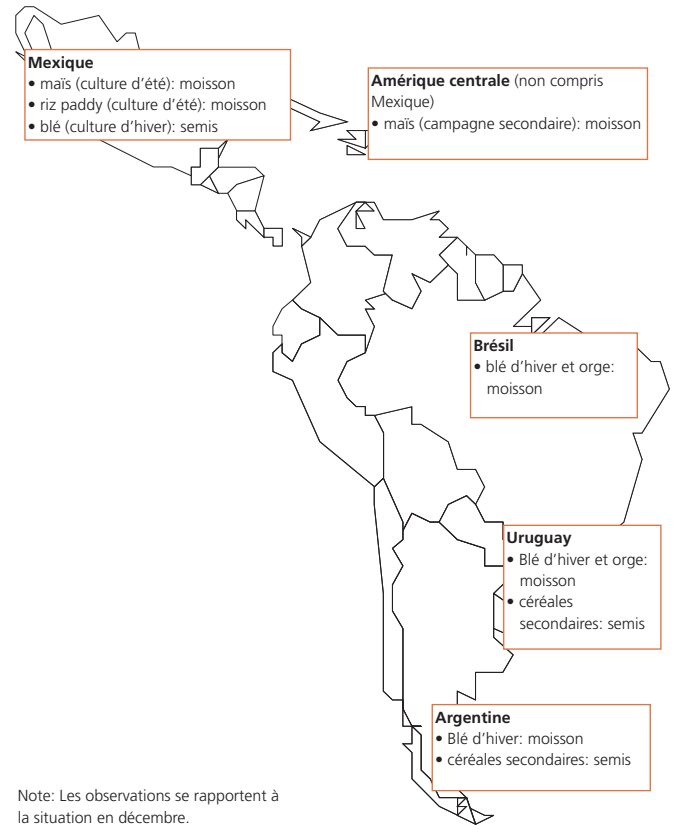 Mexique
• maïs (culture d'été): moisson
• riz paddy (culture d'été): moisson
• blé (culture d'hiver): semis
Amérique centrale (non compris
Mexique)
• maïs (campagne secondaire): moisson
Brésil
• blé d'hiver et orge:
moisson
Uruguay
• Blé d'hiver et orge:
moisson
• céréales
secondaires: semis
Argentine
• Blé d'hiver: moisson
• céréales secondaires: semis
Note: Les observations se rapportent à
la situation en décembre.